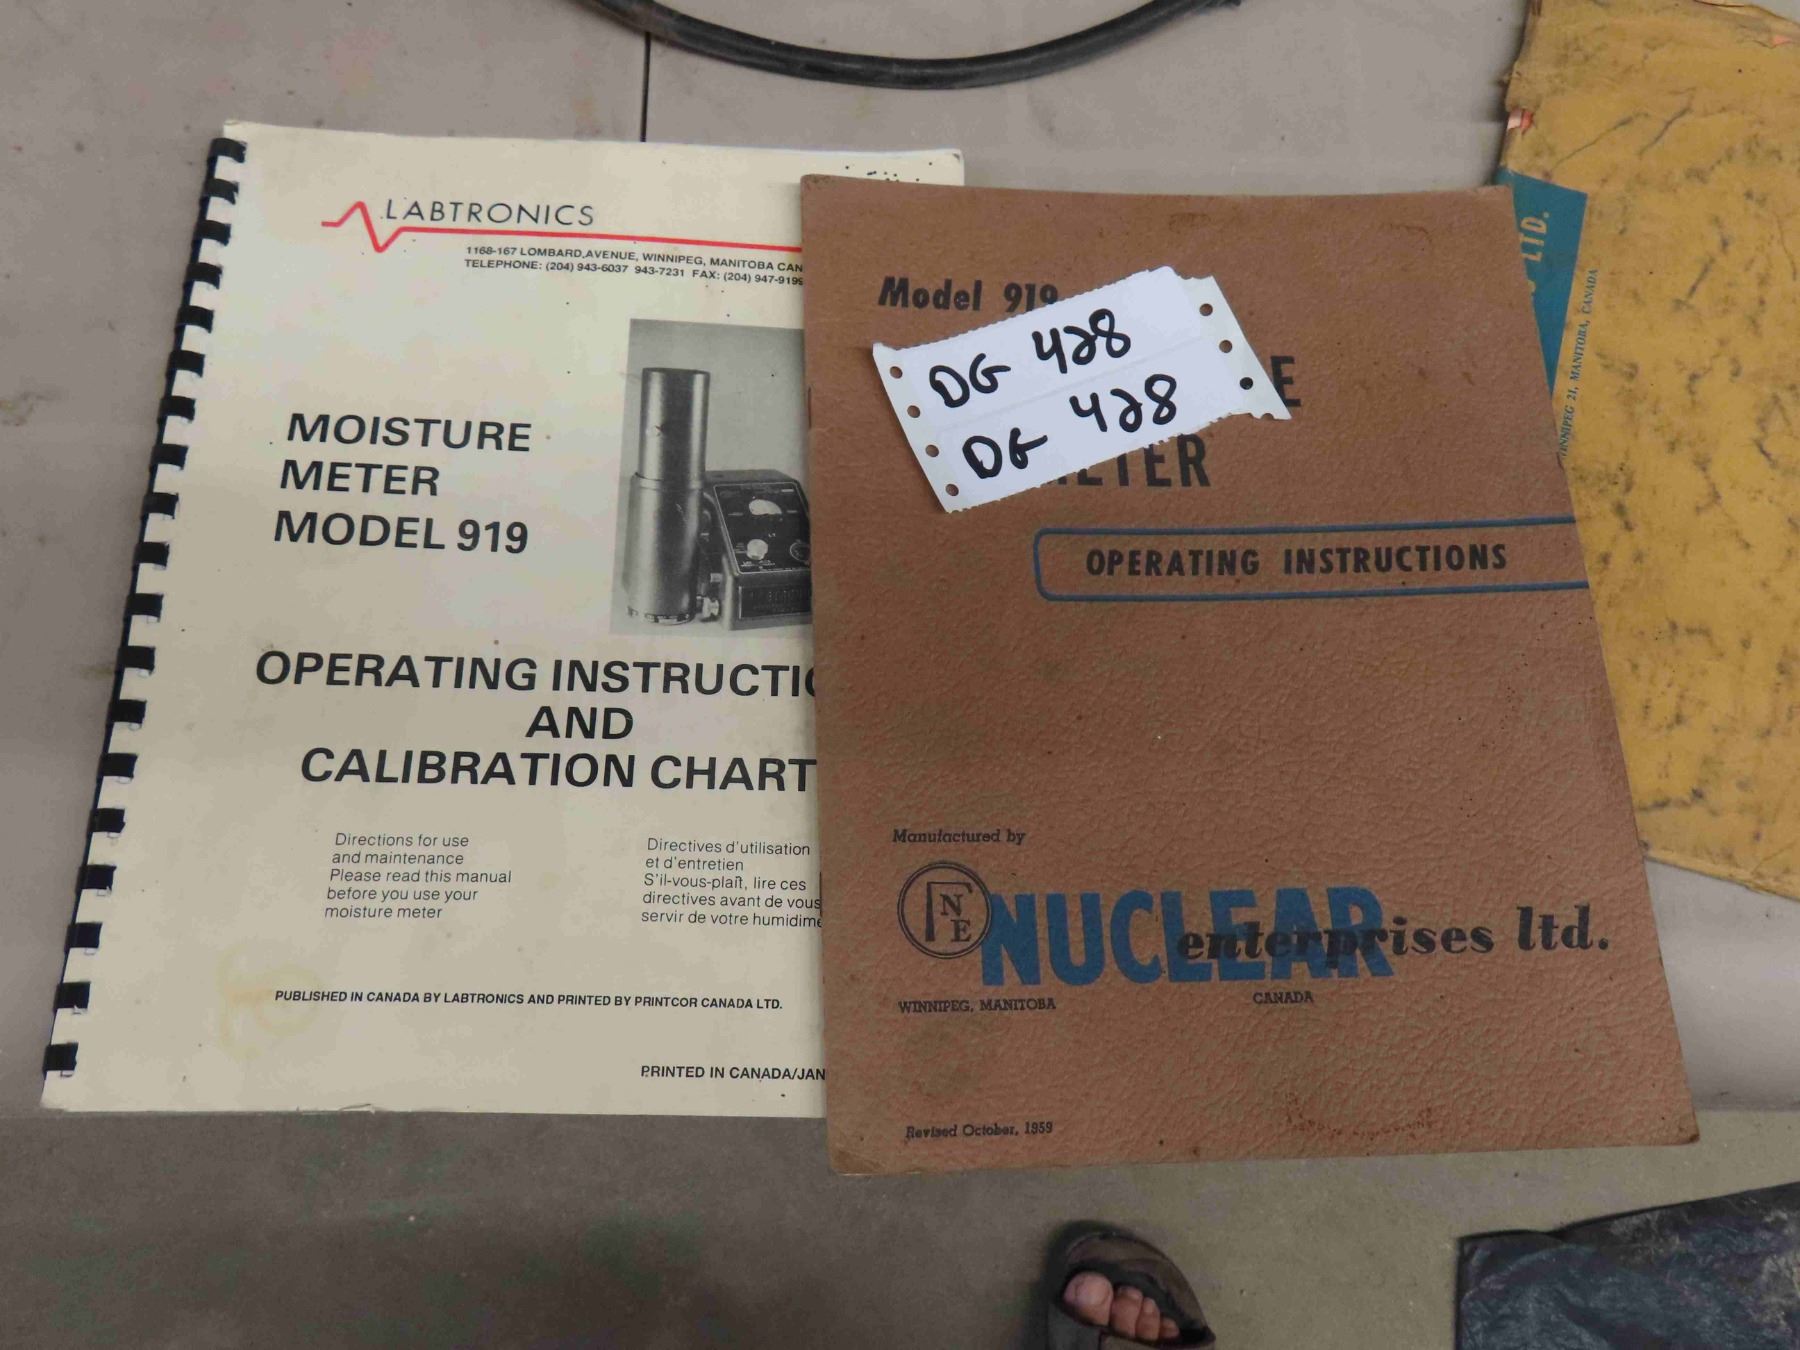 LABTRONICS
1168-167 LOMBARD AVENUE, WINNIPEG, MANITOBA CAN
TELEPHONE: (204) 943-6037 943-7231 FAX: (204) 947-9199
MOISTURE
METER
MODEL 919
OPERATING INSTRUCTIO
AND
CALIBRATION CHART
Directions for use
and maintenance
Please read this manual
before you use your
moisture meter
Directives d'utilisation
et d'entretien
S'il-vous-plaît, lire ces
directives avant de vous
servir de votre humidimè
PUBLISHED IN CANADA BY LABTRONICS AND PRINTED BY PRINTCOR CANADA LTD.
PRINTED IN CANADA/JAN
Model 919
E
METER
DG 428
DG 428
OPERATING INSTRUCTIONS
Manufactured by
NE
NUCLEAR
enterprises ltd.
WINNIPEG, MANITOBA
CANADA
Revised October, 1959
LTD.
WINNIPEG 21, MANITOBA, CANADA